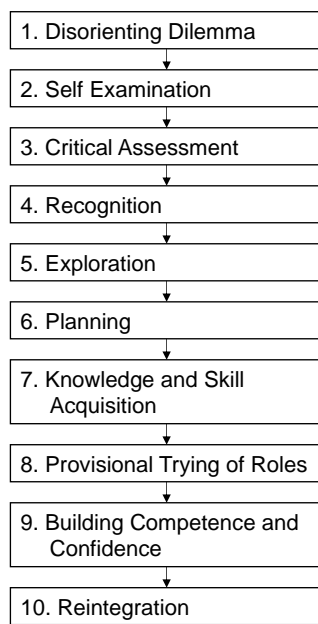 1. Disorienting Dilemma
2. Self Examination
3. Critical Assessment
4. Recognition
5. Exploration
6. Planning
7. Knowledge and Skill
Acquisition
8. Provisional Trying of Roles
9. Building Competence and
Confidence
10. Reintegration